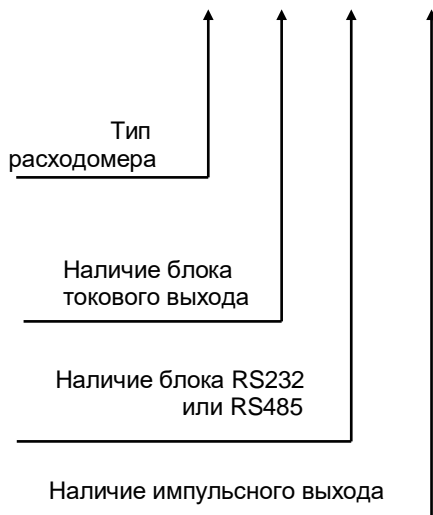 Тип
расходомера
Наличие блока
токового выхода
Наличие блока RS232
или RS485
Наличие импульсного выхода